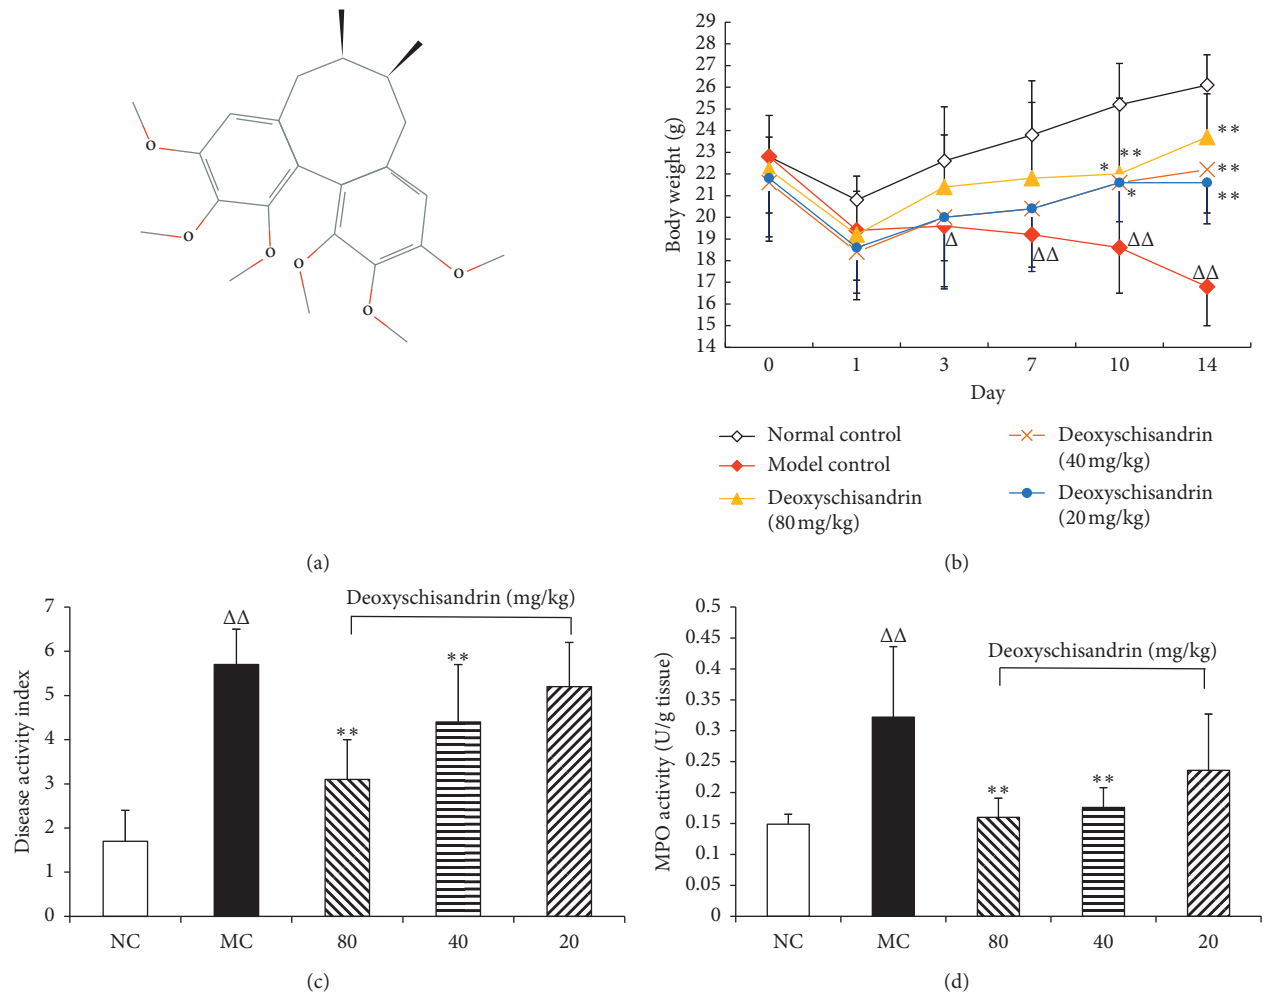 O
O
O
O
O
O
(a)
29
28
27
26
25
24
23
22
21
20
19
18
17
16
15
14
Body weight (g)
**
* **
**
*
**
Δ
ΔΔ
ΔΔ
ΔΔ
0 1 3 7 10 14
Day
Normal control
Model control
Deoxyschisandrin
(80 mg/kg)
Deoxyschisandrin
(40 mg/kg)
Deoxyschisandrin
(20 mg/kg)
(b)
7
6
5
4
3
2
1
0
Disease activity index
Deoxyschisandrin (mg/kg)
ΔΔ
**
**
NC MC 80 40 20
(c)
0.5
0.45
0.4
0.35
0.3
0.25
0.2
0.15
0.1
0.05
0
MPO activity (U/g tissue)
ΔΔ
Deoxyschisandrin (mg/kg)
**
**
NC MC 80 40 20
(d)